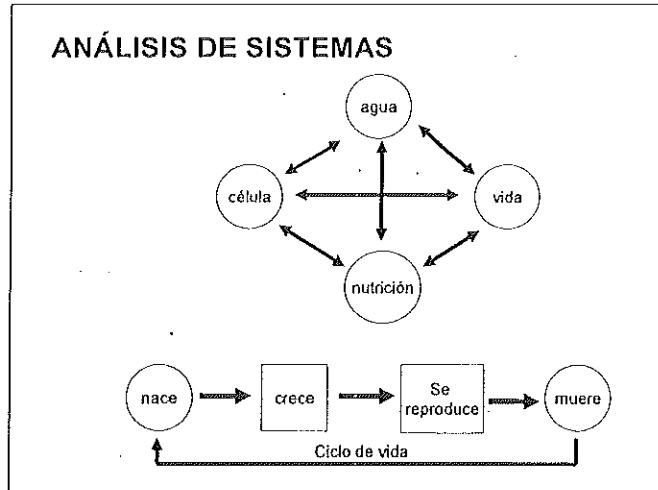 ANÁLISIS DE SISTEMAS
agua
célula
vida
nutrición
nace
crece
Se
reproduce
muere
Ciclo de vida